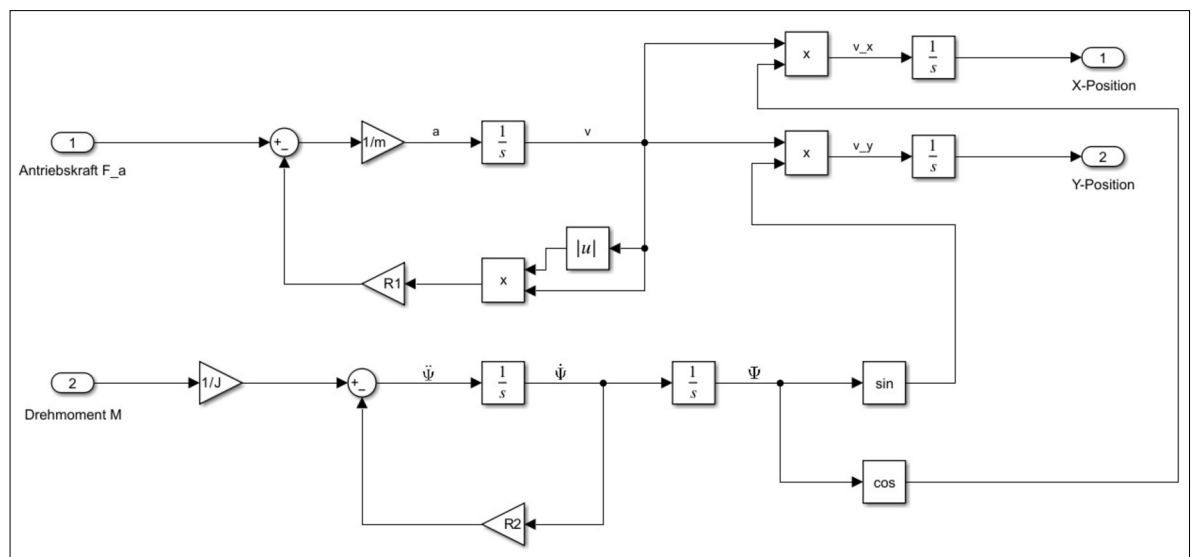 x
v_x
1
s
1
X-Position
1
Antriebskraft F_a
+
−
1/m
a
1
s
v
x
v_y
1
s
2
Y-Position
|u|
x
R1
2
Drehmoment M
1/J
+
−
Ψ̈
1
s
Ψ̇
1
s
Ψ
sin
cos
R2